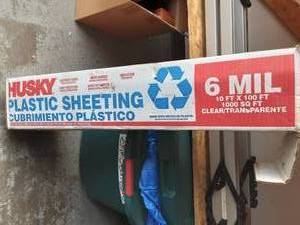 HUSKY
PLASTIC SHEETING
CUBRIMIENTO PLÁSTICO
6 MIL
10 FT X 100 FT
1000 SQ FT
CLEAR/TRANSPARENTE